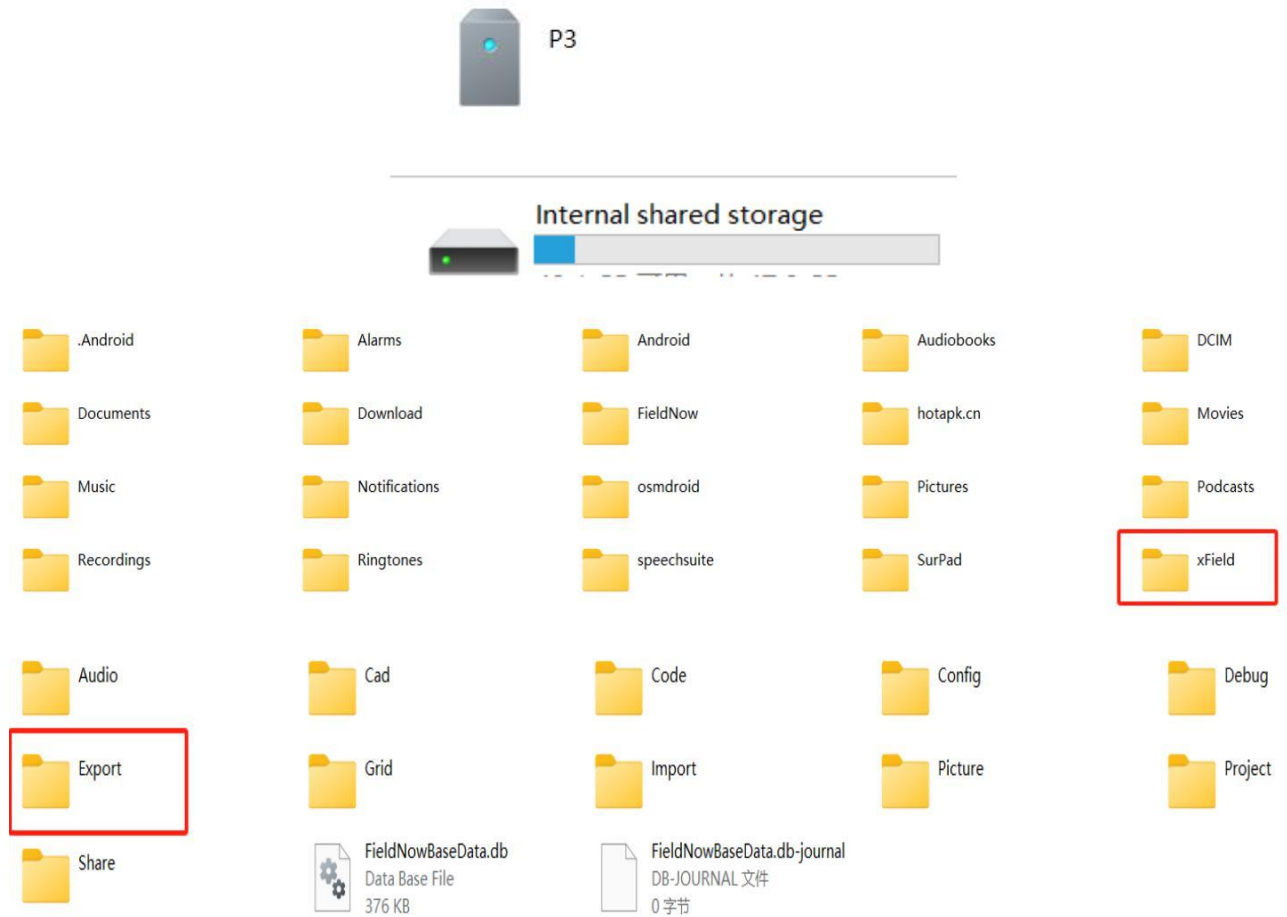 P3
Internal shared storage
.Android
Alarms
Android
Audiobooks
DCIM
Documents
Download
FieldNow
hotapk.cn
Movies
Music
Notifications
osmdroid
Pictures
Podcasts
Recordings
Ringtones
speechsuite
SurPad
xField
Audio
Cad
Code
Config
Debug
Export
Grid
Import
Picture
Project
Share
FieldNowBaseData.db
Data Base File
376 KB
FieldNowBaseData.db-journal
DB-JOURNAL 文件
0 字节